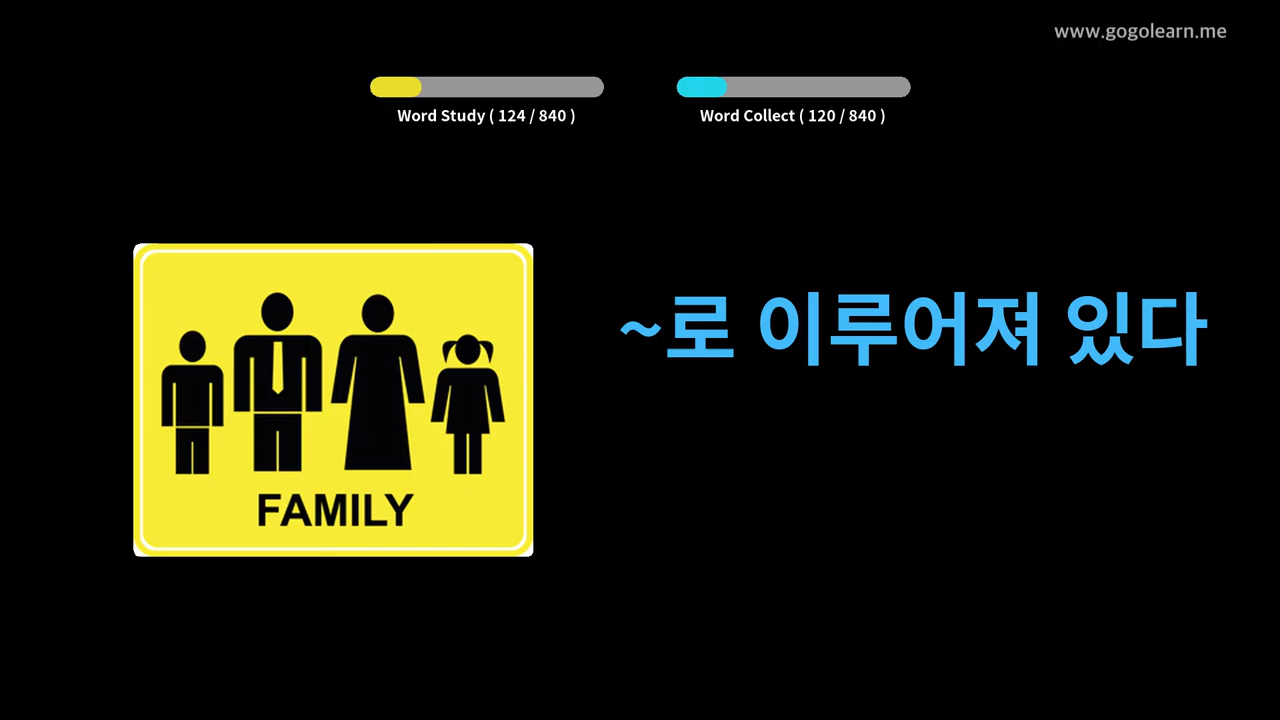 www.gogolearn.me
Word Study ( 124 / 840 )
Word Collect ( 120 / 840 )
~로 이루어져 있다
FAMILY